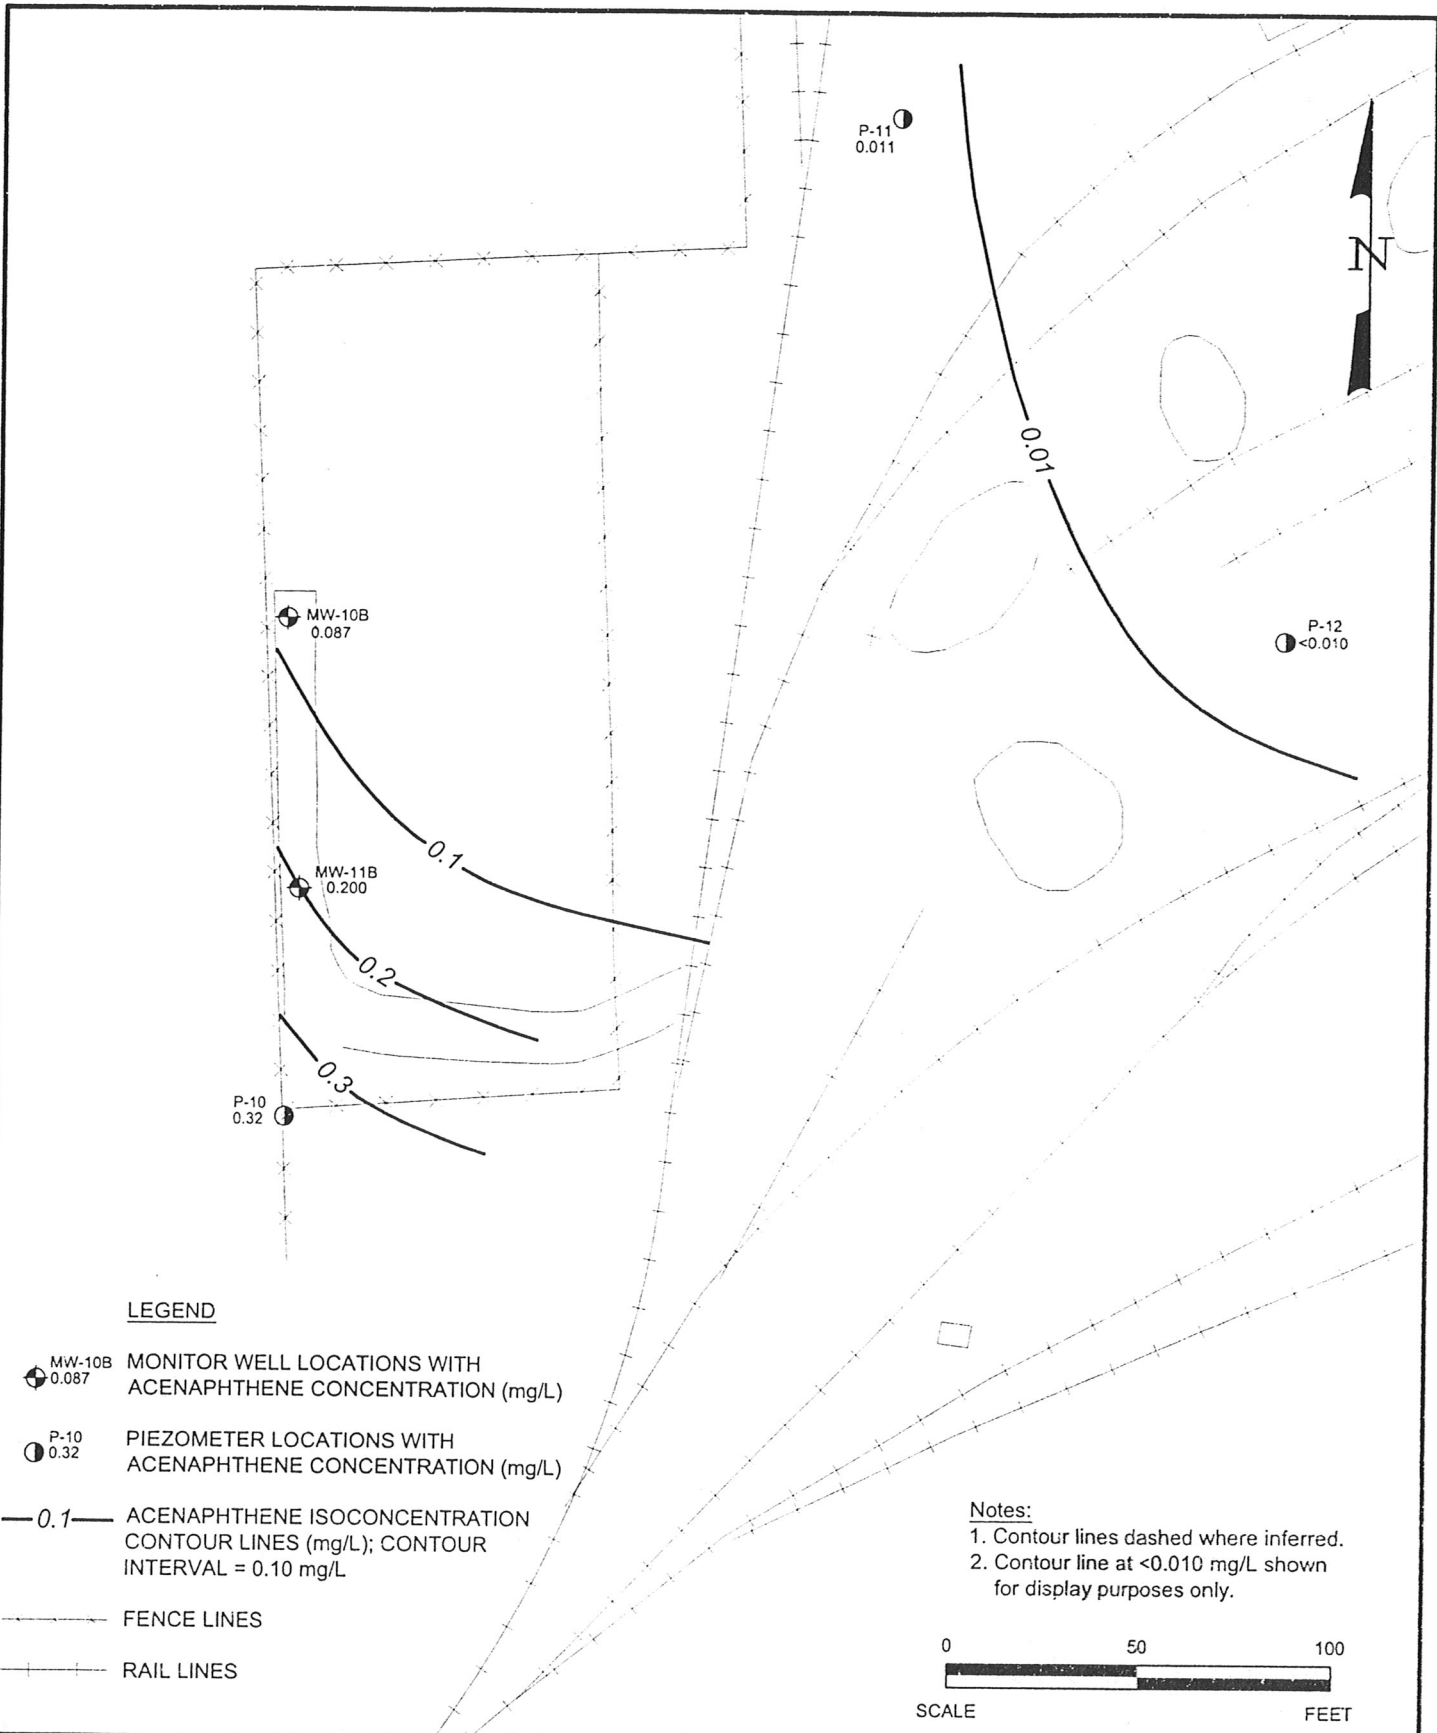 P-11
0.011
N
0.01
MW-10B
0.087
P-12
<0.010
0.1
MW-11B
0.200
0.2
0.3
P-10
0.32
LEGEND
MW-10B
0.087
MONITOR WELL LOCATIONS WITH
ACENAPHTHENE CONCENTRATION (mg/L)
P-10
0.32
PIEZOMETER LOCATIONS WITH
ACENAPHTHENE CONCENTRATION (mg/L)
0.1
ACENAPHTHENE ISOCONCENTRATION
CONTOUR LINES (mg/L); CONTOUR
INTERVAL = 0.10 mg/L
FENCE LINES
RAIL LINES
Notes:
1. Contour lines dashed where inferred.
2. Contour line at <0.010 mg/L shown
for display purposes only.
0 50 100
SCALE FEET